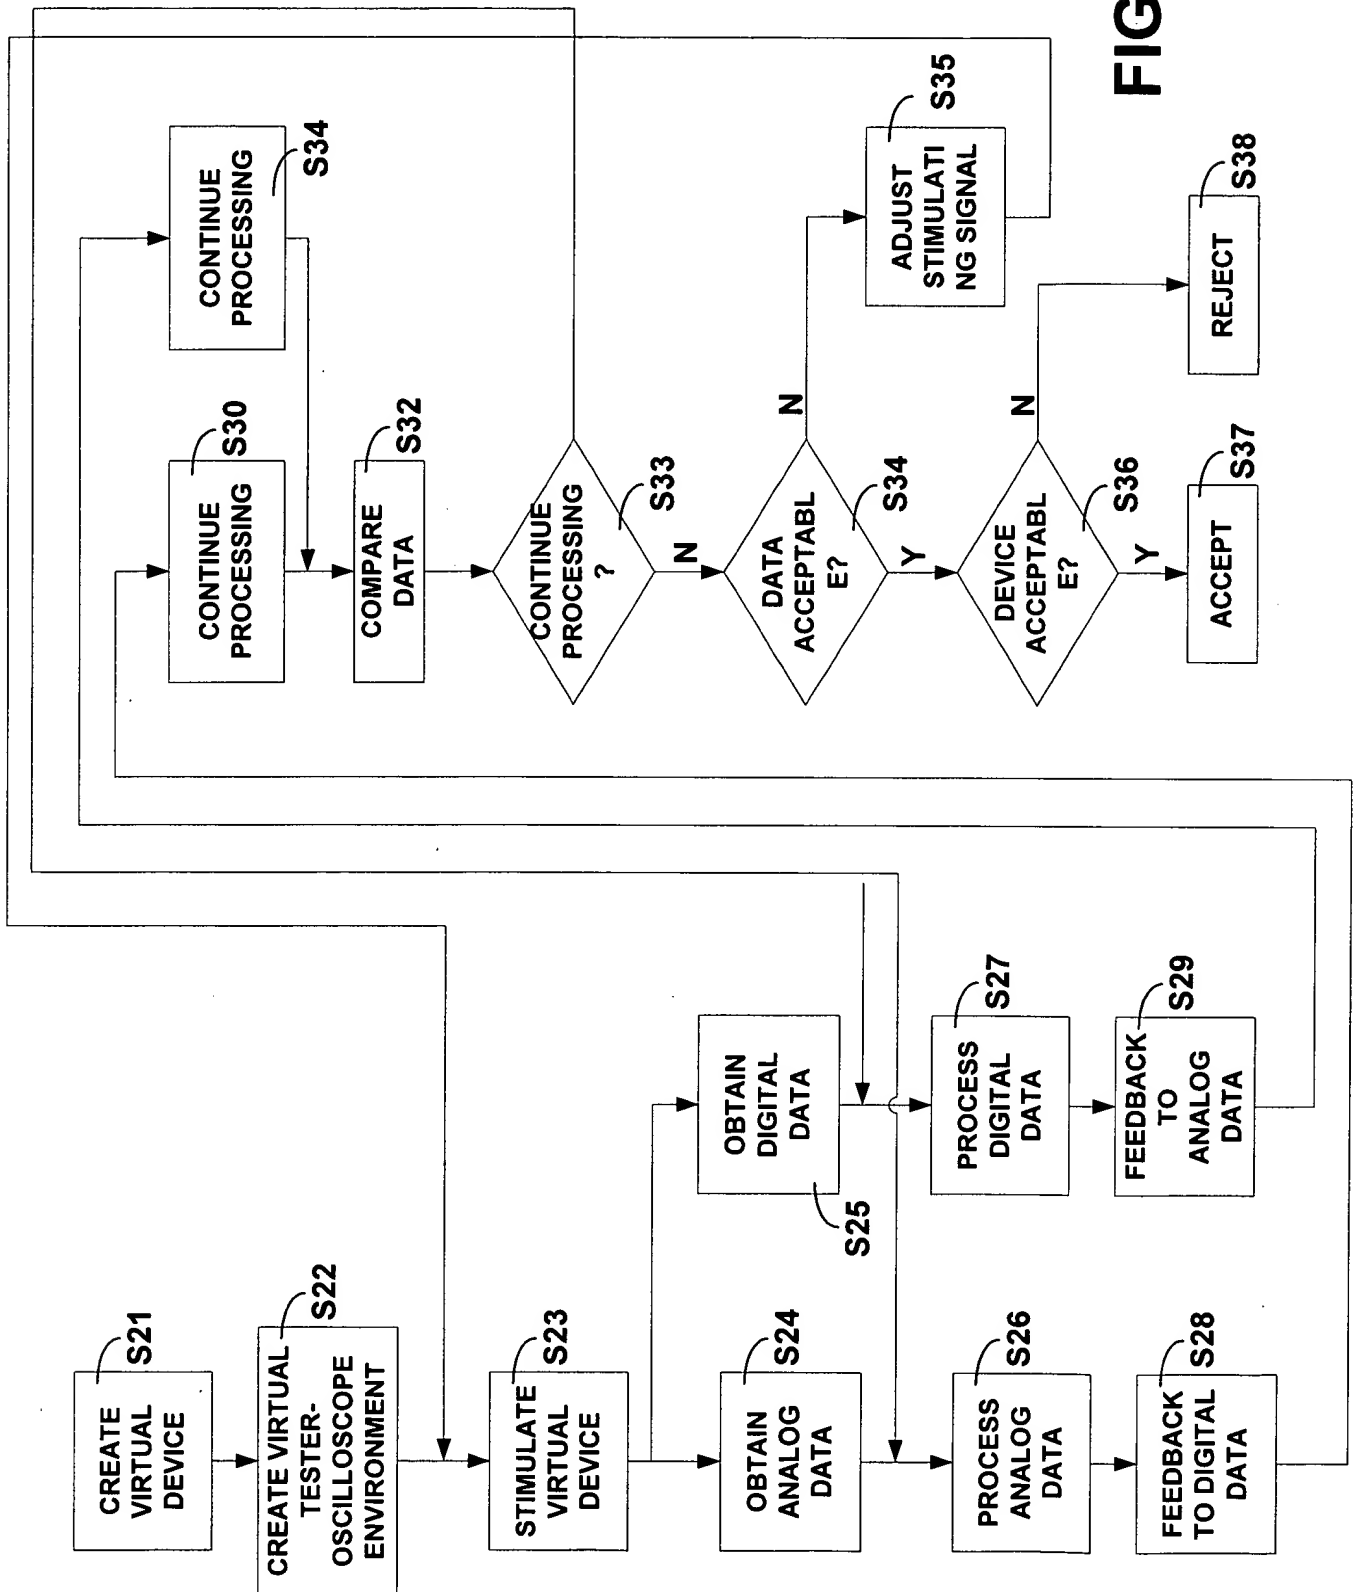 CREATE
VIRTUAL
DEVICE
S21
CREATE VIRTUAL
TESTER-
OSCILLOSCOPE
ENVIRONMENT
S22
STIMULATE
VIRTUAL
DEVICE
S23
OBTAIN
ANALOG
DATA
S24
OBTAIN
DIGITAL
DATA
S25
PROCESS
ANALOG
DATA
S26
PROCESS
DIGITAL
DATA
S27
FEEDBACK
TO DIGITAL
DATA
S28
FEEDBACK
TO
ANALOG
DATA
S29
CONTINUE
PROCESSING
S30
CONTINUE
PROCESSING
S34
COMPARE
DATA
S32
CONTINUE
PROCESSING
?
S33
N
DATA
ACCEPTABL
E?
S34
N
Y
ADJUST
STIMULATI
NG SIGNAL
S35
DEVICE
ACCEPTABL
E?
S36
N
Y
ACCEPT
S37
REJECT
S38
FIG